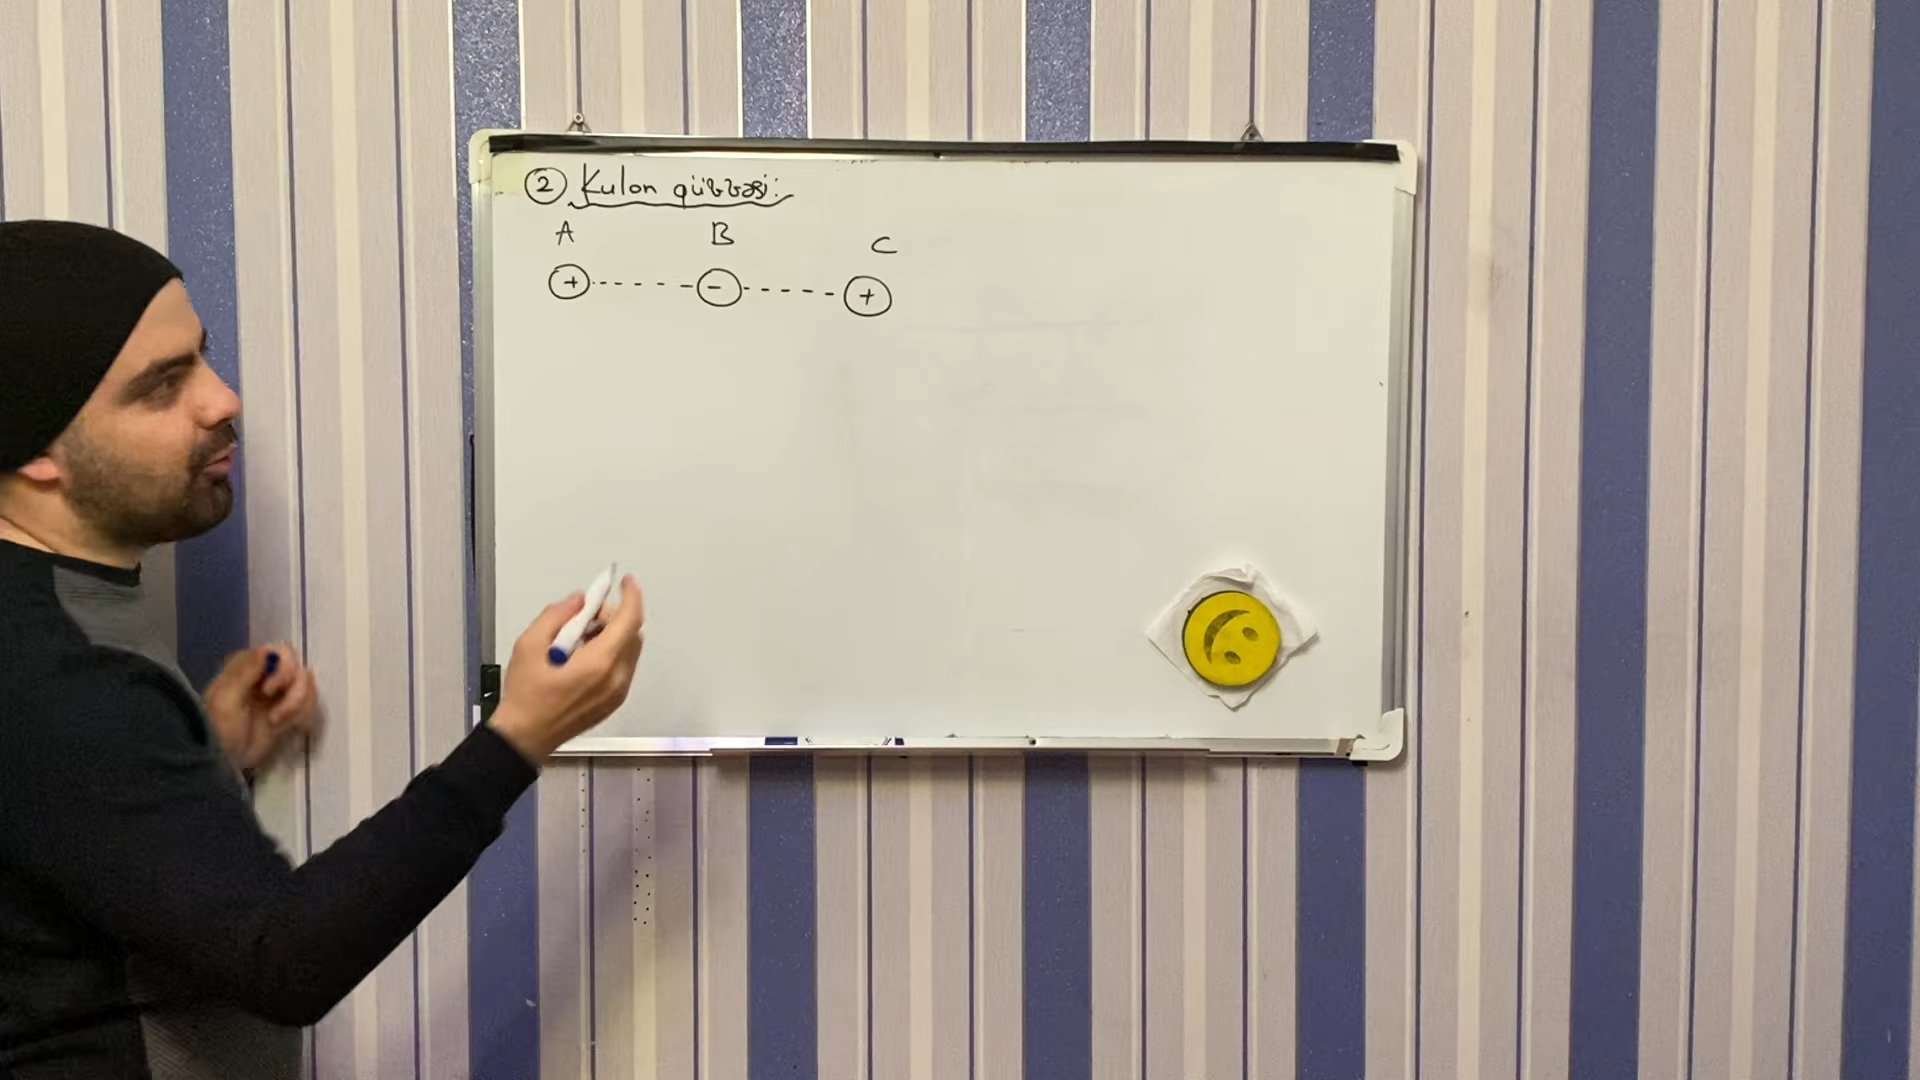 ② Kulon qüvvəsi:
A B C
+ - - - - - - - - - - - - +